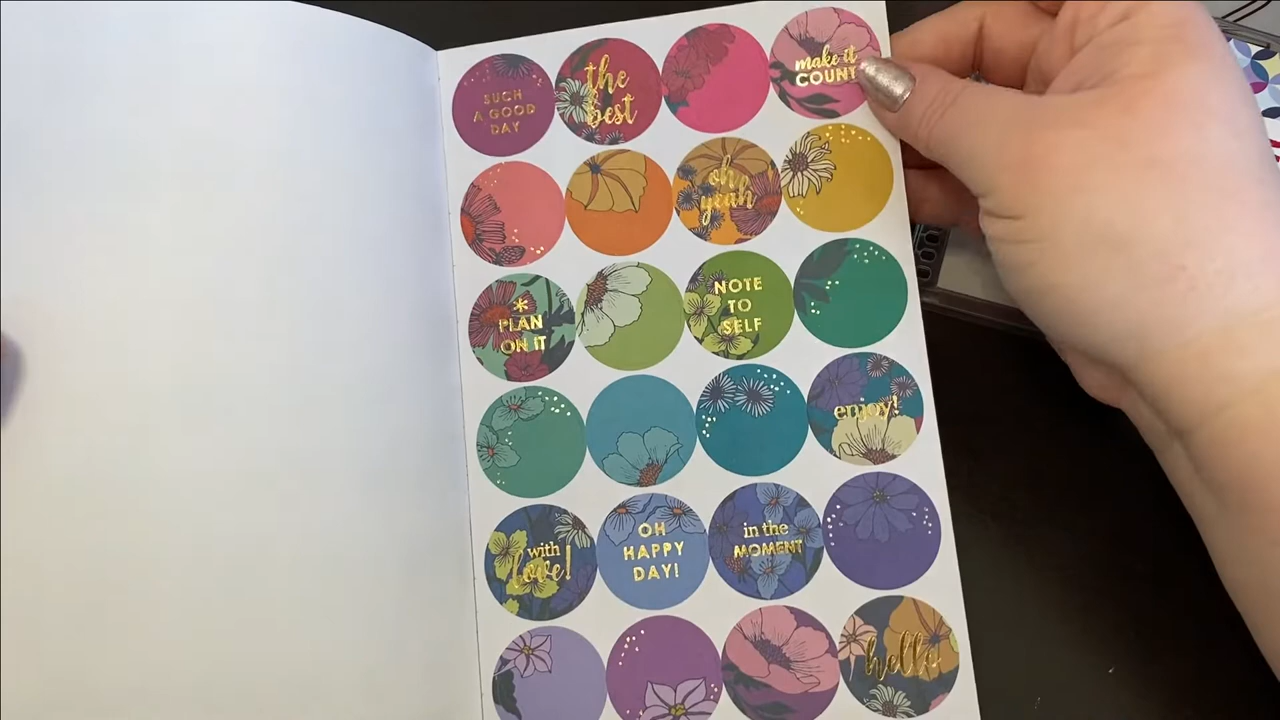 SUCH
A GOOD
DAY
the
best
make it
COUNT
oh
yeah
*
PLAN
ON IT
NOTE
TO
SELF
enjoy!
with
love!
OH
HAPPY
DAY!
in the
MOMENT
hello